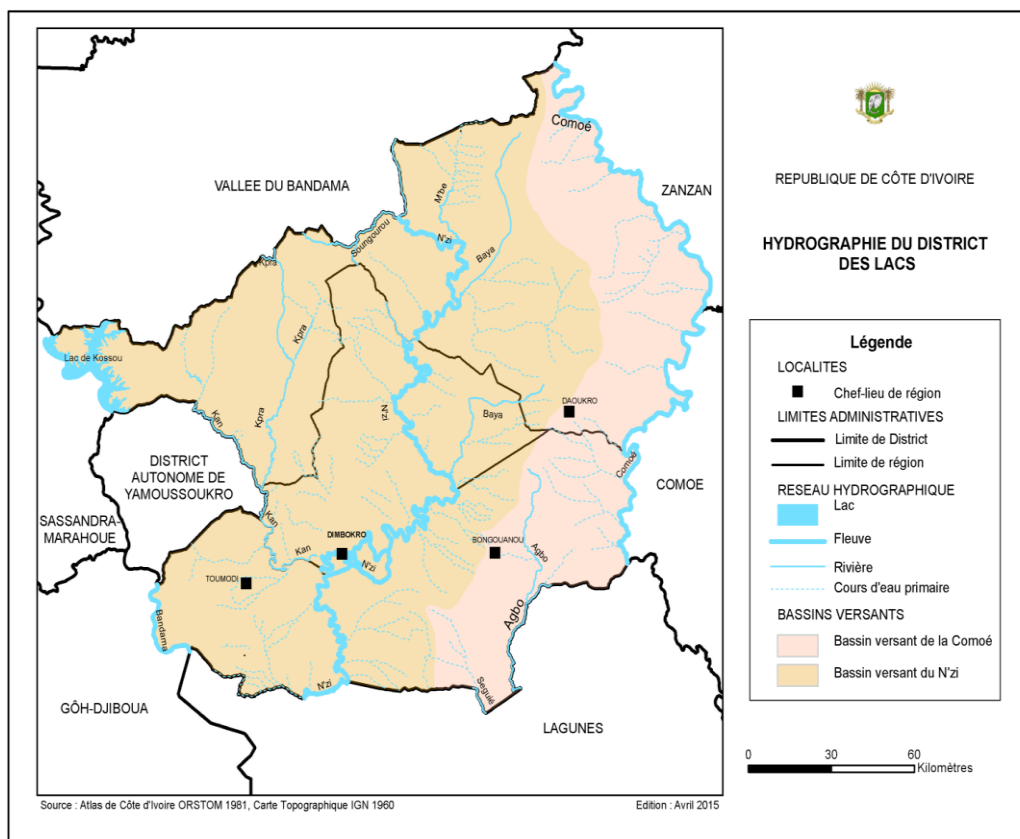 Comoé
VALLEE DU BANDAMA
ZANZAN
M'be
Soungourou
N'zi
Baya
Kpra
Kpra
Lac de Kossou
N'zi
Kpra
Kan
Baya
DAOUKRO
DISTRICT
AUTONOME DE
YAMOUSSOUKRO
Comoé
COMOE
SASSANDRA-
MARAHOUE
Kan
Kan
DIMBOKRO
N'zi
BONGOUANOU
Agbo
TOUMODI
Bandama
Agbo
N'zi
Seguié
GÔH-DJIBOUA
LAGUNES
Source : Atlas de Côte d'Ivoire ORSTOM 1981, Carte Topographique IGN 1960
Edition : Avril 2015
REPUBLIQUE DE CÔTE D'IVOIRE
HYDROGRAPHIE DU DISTRICT
DES LACS
Légende
LOCALITES
Chef-lieu de région
LIMITES ADMINISTRATIVES
Limite de District
Limite de région
RESEAU HYDROGRAPHIQUE
Lac
Fleuve
Rivière
Cours d'eau primaire
BASSINS VERSANTS
Bassin versant de la Comoé
Bassin versant du N'zi
0 30 60
Kilomètres